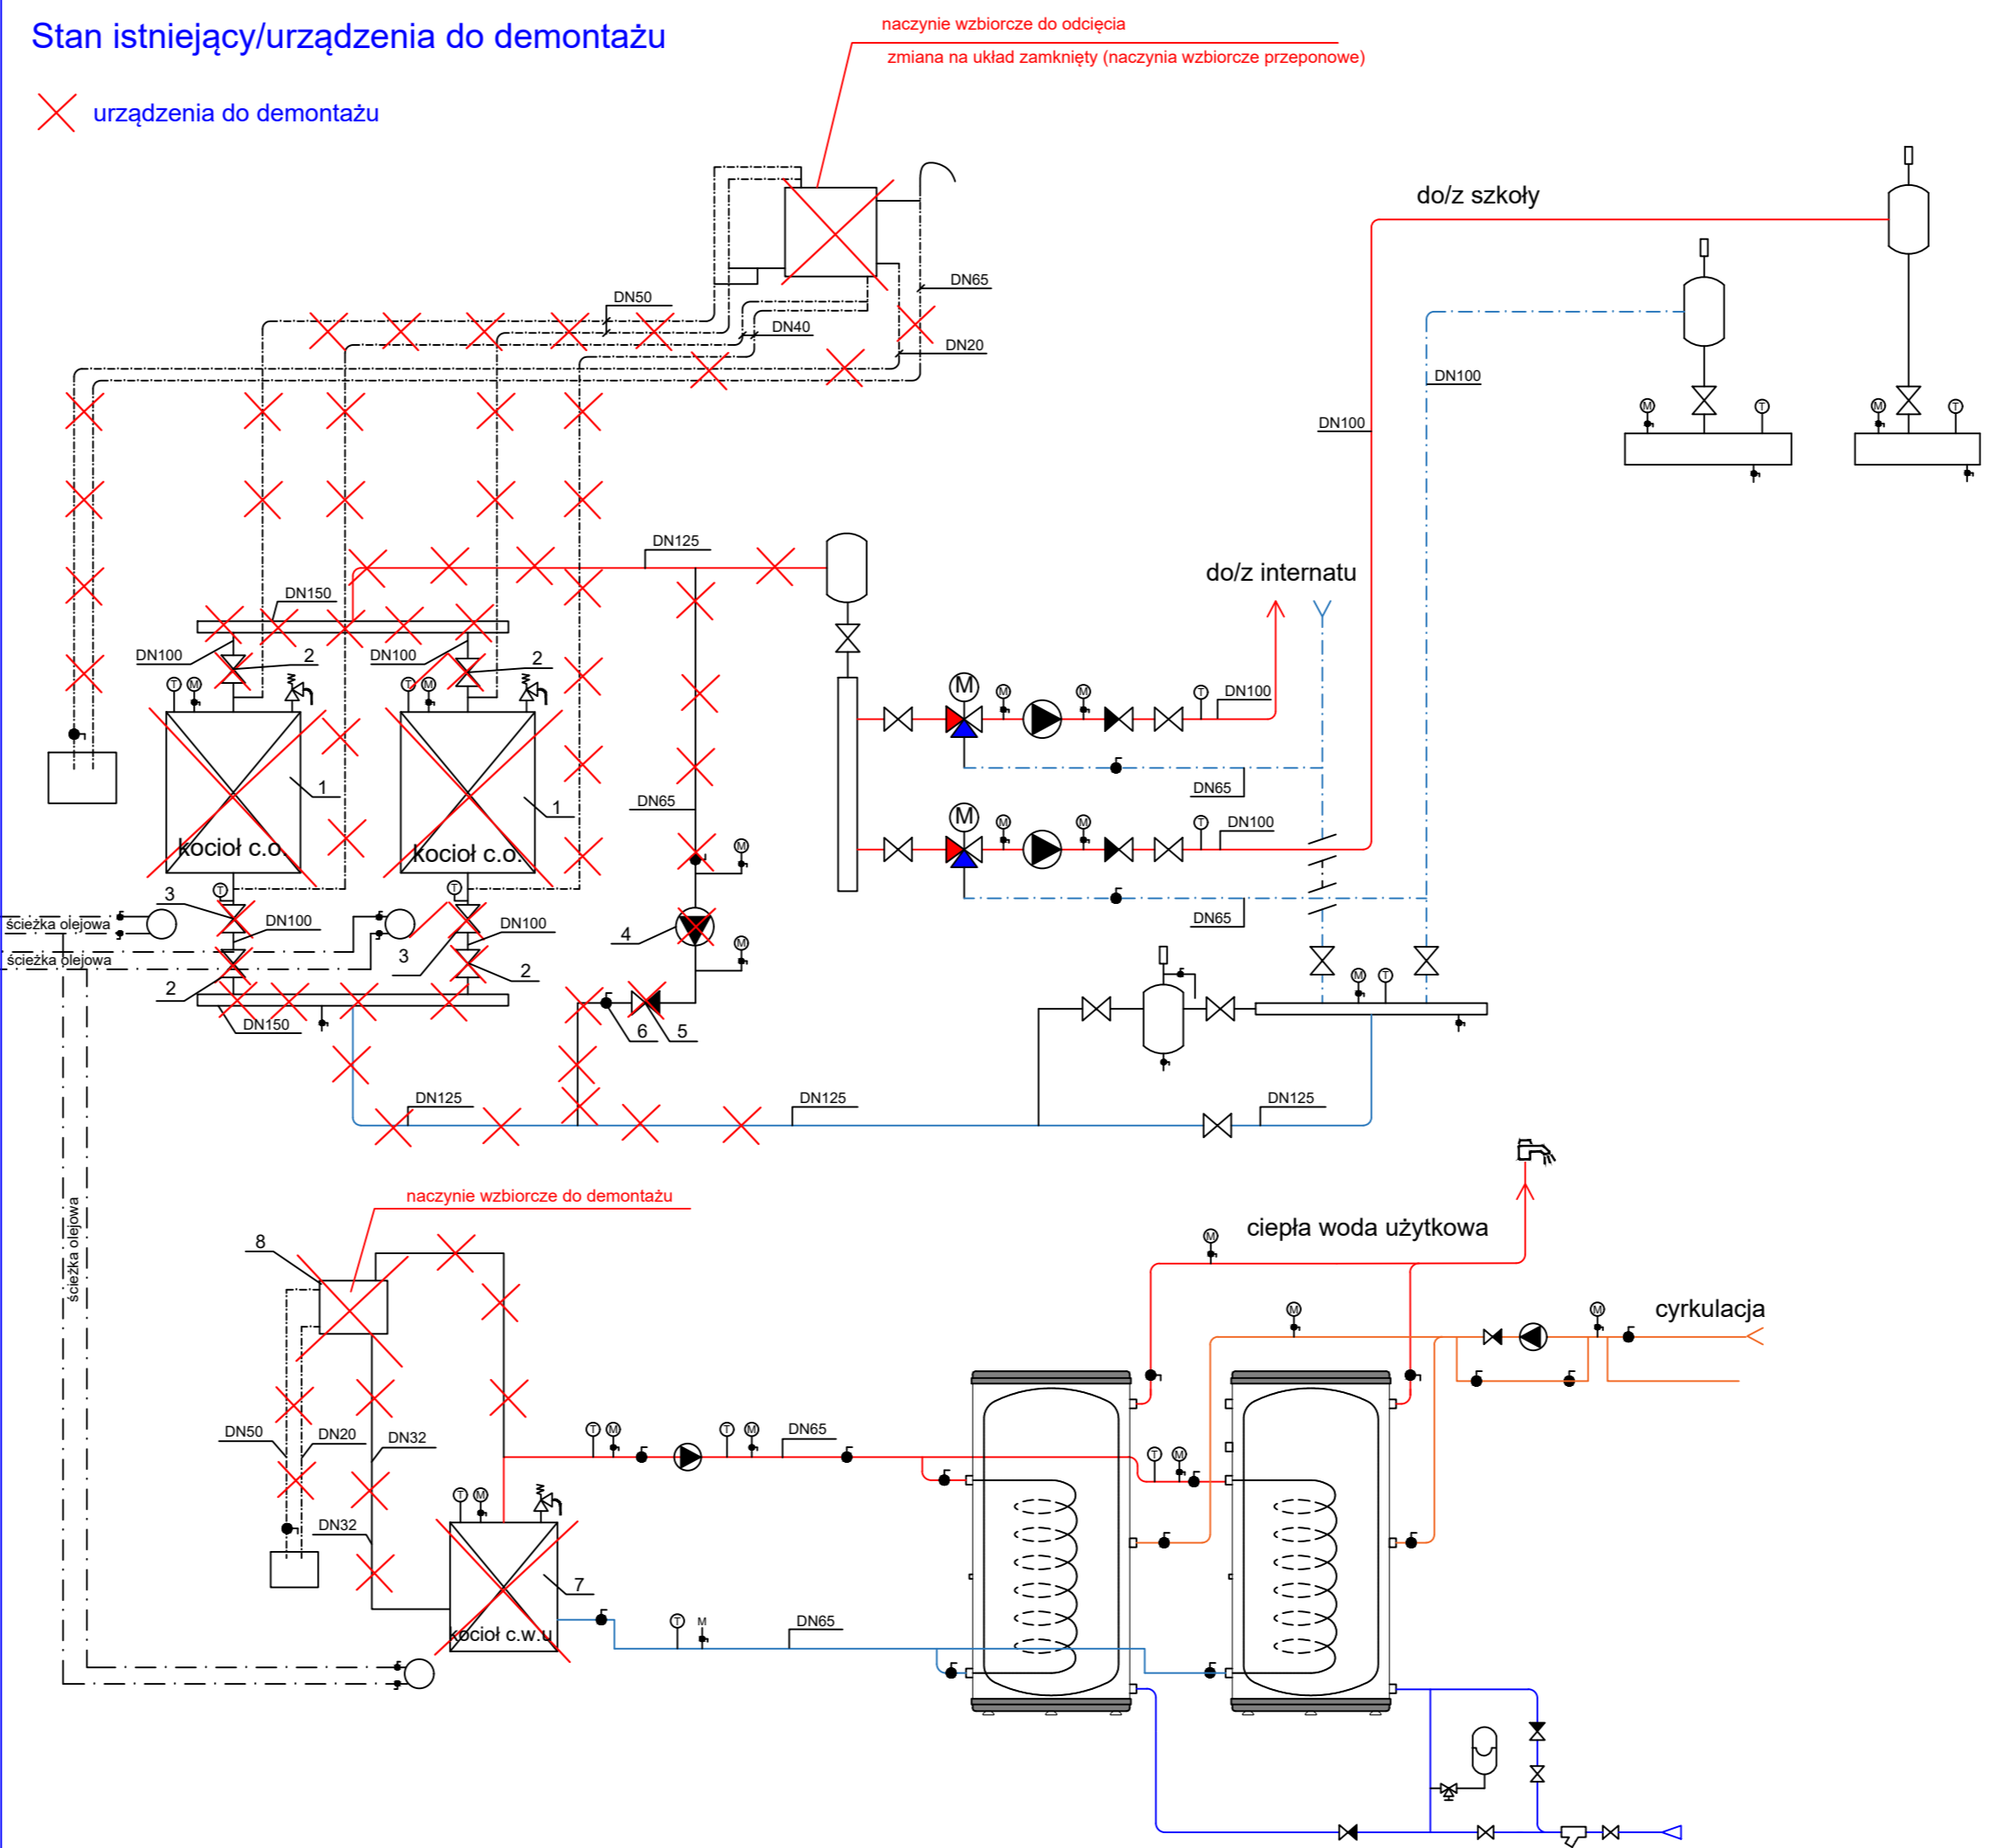 Stan istniejący/urządzenia do demontażu
urządzenia do demontażu
naczynie wzbiorcze do odcięcia
zmiana na układ zamknięty (naczynia wzbiorcze przeponowe)
do/z szkoły
DN65
DN50
DN40
DN20
DN100
M
T
M
T
DN100
DN125
do/z internatu
DN150
DN100
2
DN100
2
T
M
T
M
M
M
M
T
DN100
1
1
DN65
DN65
kocioł c.o.
kocioł c.o.
M
M
M
M
T
DN100
T
T
3
ścieżka olejowa
DN100
DN100
4
M
DN65
ścieżka olejowa
3
2
2
M
T
DN150
6
5
DN125
DN125
DN125
naczynie wzbiorcze do demontażu
ścieżka olejowa
8
ciepła woda użytkowa
M
M
M
cyrkulacja
DN50
DN20
DN32
T
M
T
M
DN65
T
M
T
M
DN32
7
kocioł c.w.u
T
M
DN65